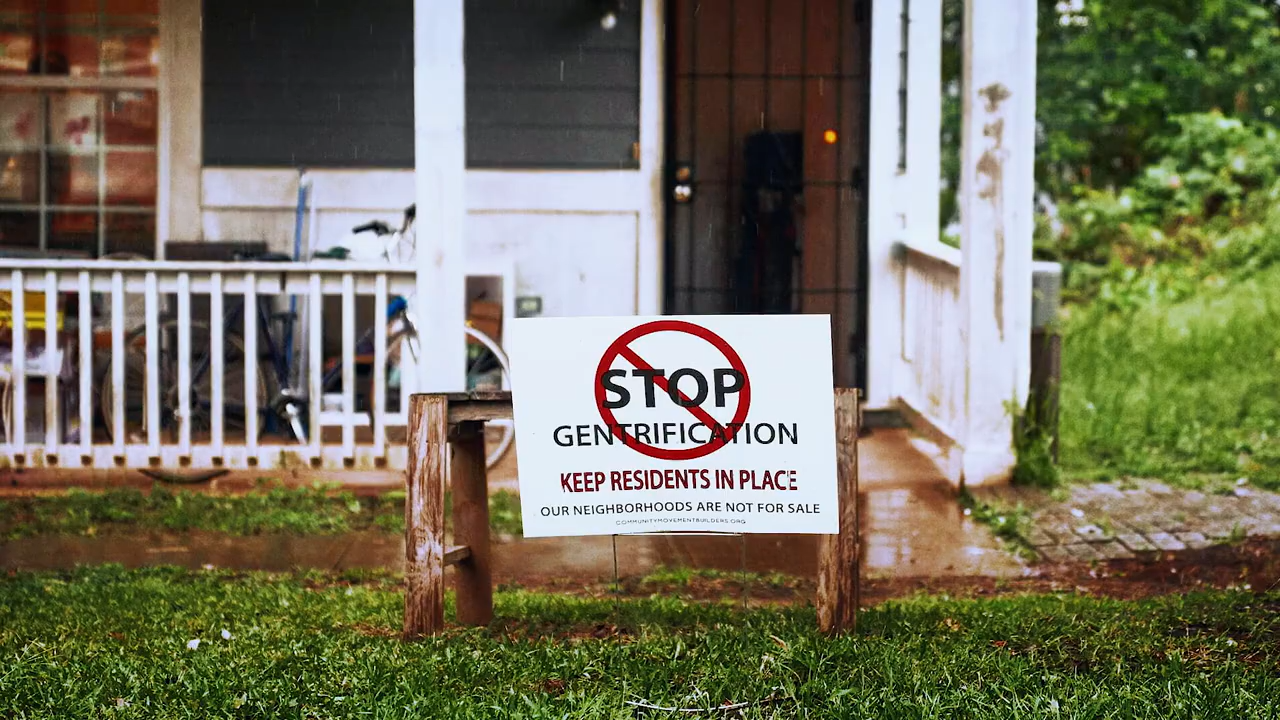 STOP
GENTRIFICATION
KEEP RESIDENTS IN PLACE
OUR NEIGHBORHOODS ARE NOT FOR SALE
COMMUNITYMOVEMENTBUILDERS.ORG